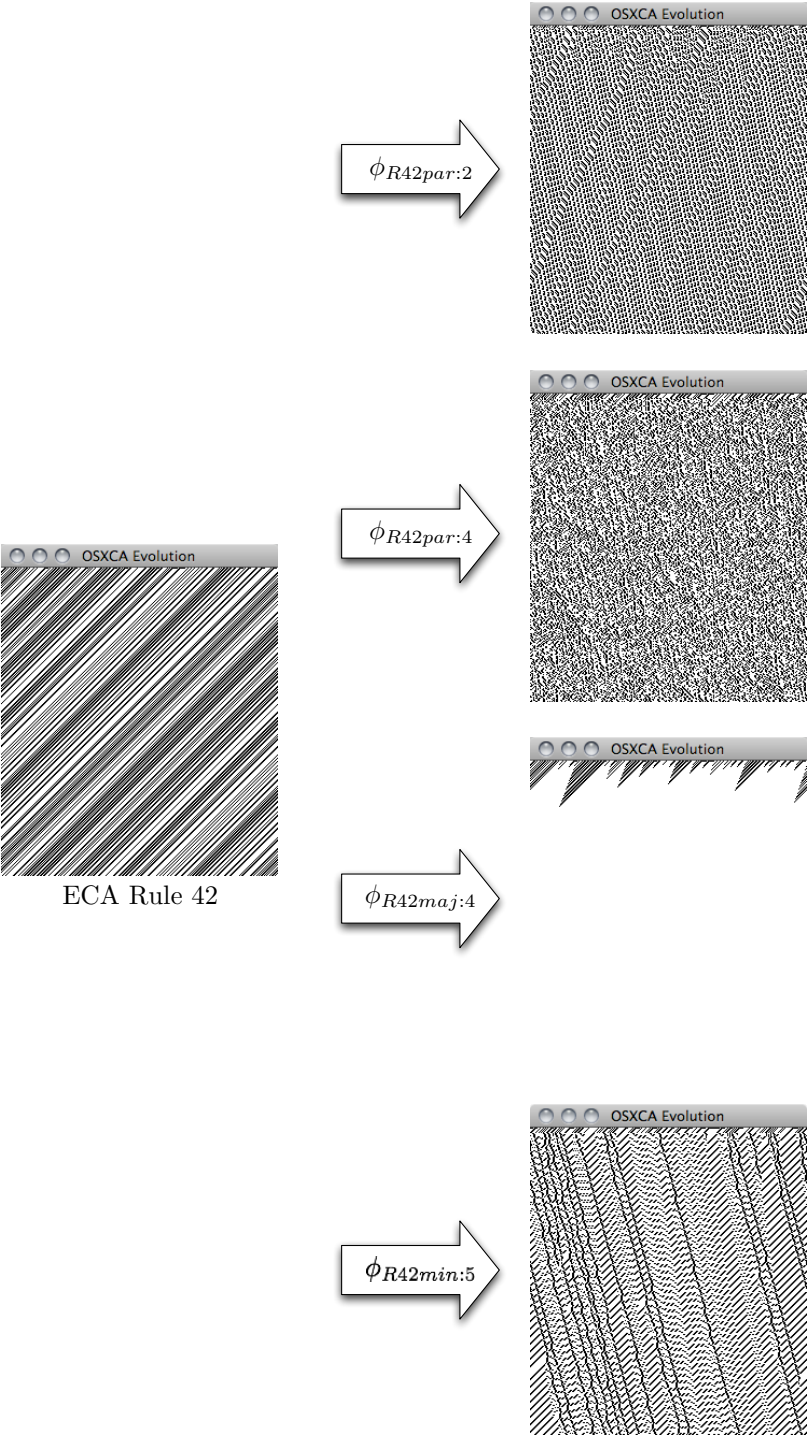 OSXCA Evolution
ϕR42par:2
OSXCA Evolution
ϕR42par:4
OSXCA Evolution
ECA Rule 42
OSXCA Evolution
ϕR42maj:4
OSXCA Evolution
ϕR42min:5